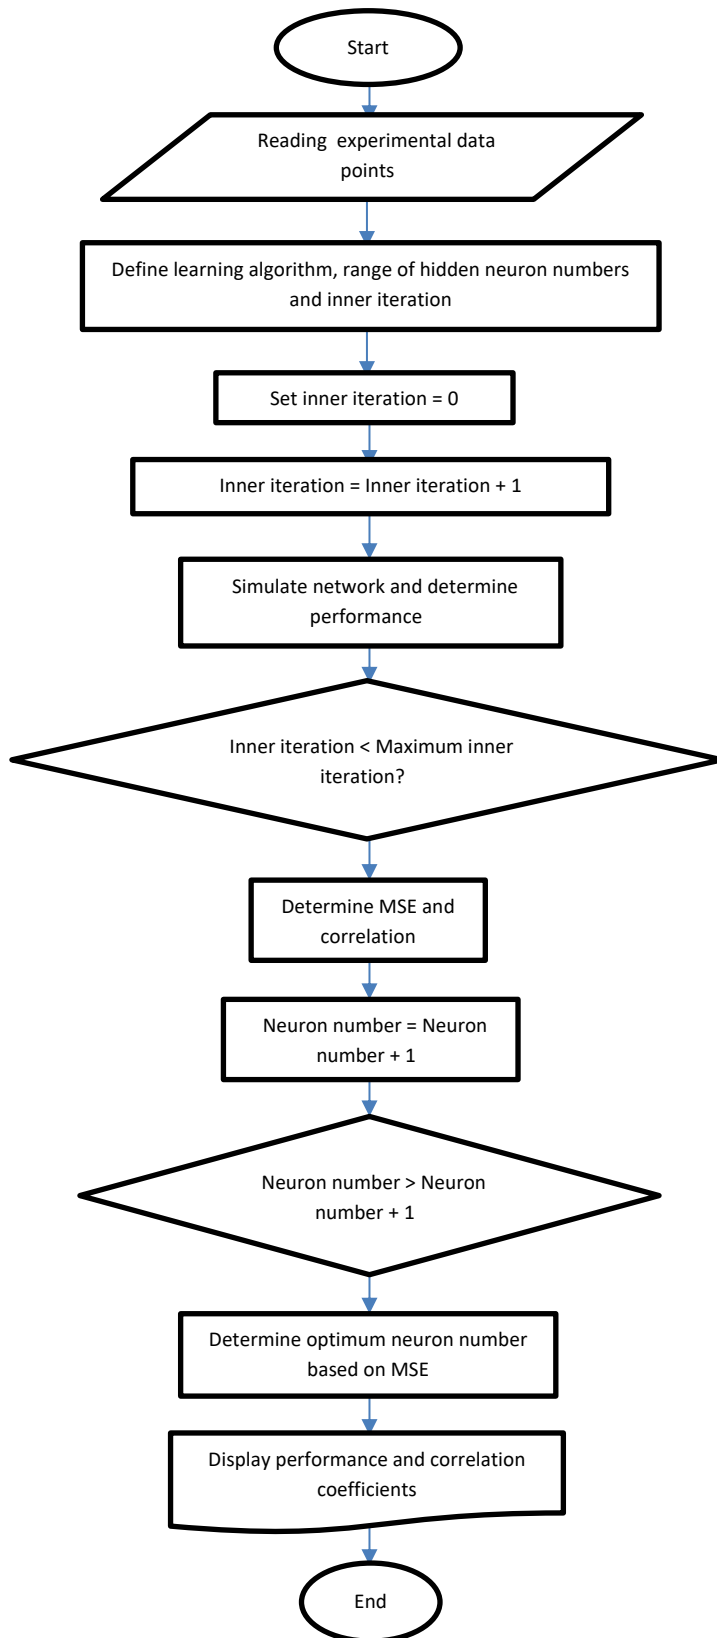 Start
Reading experimental data
points
Define learning algorithm, range of hidden neuron numbers
and inner iteration
Set inner iteration = 0
Inner iteration = Inner iteration + 1
Simulate network and determine
performance
Inner iteration < Maximum inner
iteration?
Determine MSE and
correlation
Neuron number = Neuron
number + 1
Neuron number > Neuron
number + 1
Determine optimum neuron number
based on MSE
Display performance and correlation
coefficients
End